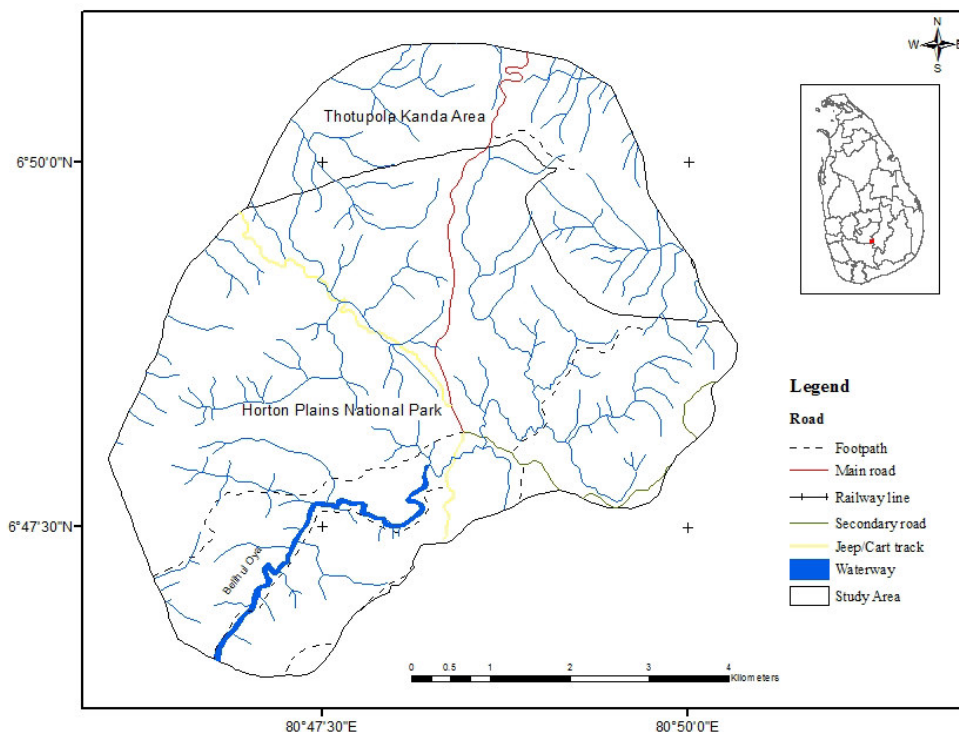 N
W E
S
Thotupola Kanda Area
6°50'0"N
Horton Plains National Park
6°47'30"N
Belihul Oya
Legend
Road
Footpath
Main road
Railway line
Secondary road
Jeep/Cart track
Waterway
Study Area
0 0.5 1 2 3 4
Kilometers
80°47'30"E
80°50'0"E